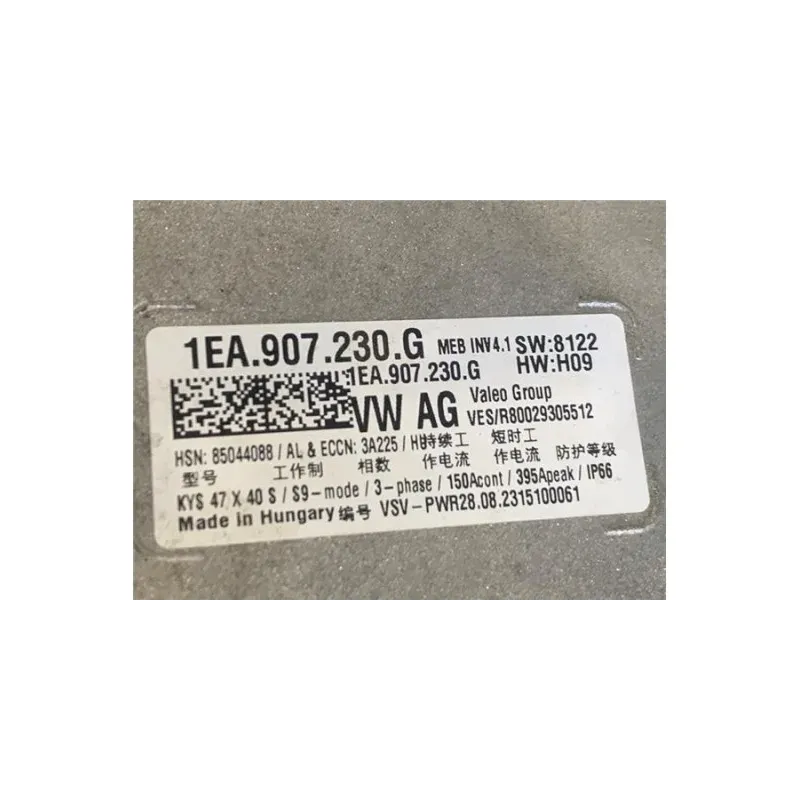 1EA.907.230.G MEB INV4.1 SW:8122
1EA.907.230.G HW:H09
VW AG Valeo Group
VES/R80029305512
HSN: 85044088 / AL & ECCN: 3A225 / H持续工 短时工
型号 工作制 相数 作电流 作电流 防护等级
KYS 47 X 40 S / S9-mode / 3-phase / 150Acont / 395Apeak / IP66
Made in Hungary 编号 VSV-PWR28.08.2315100061